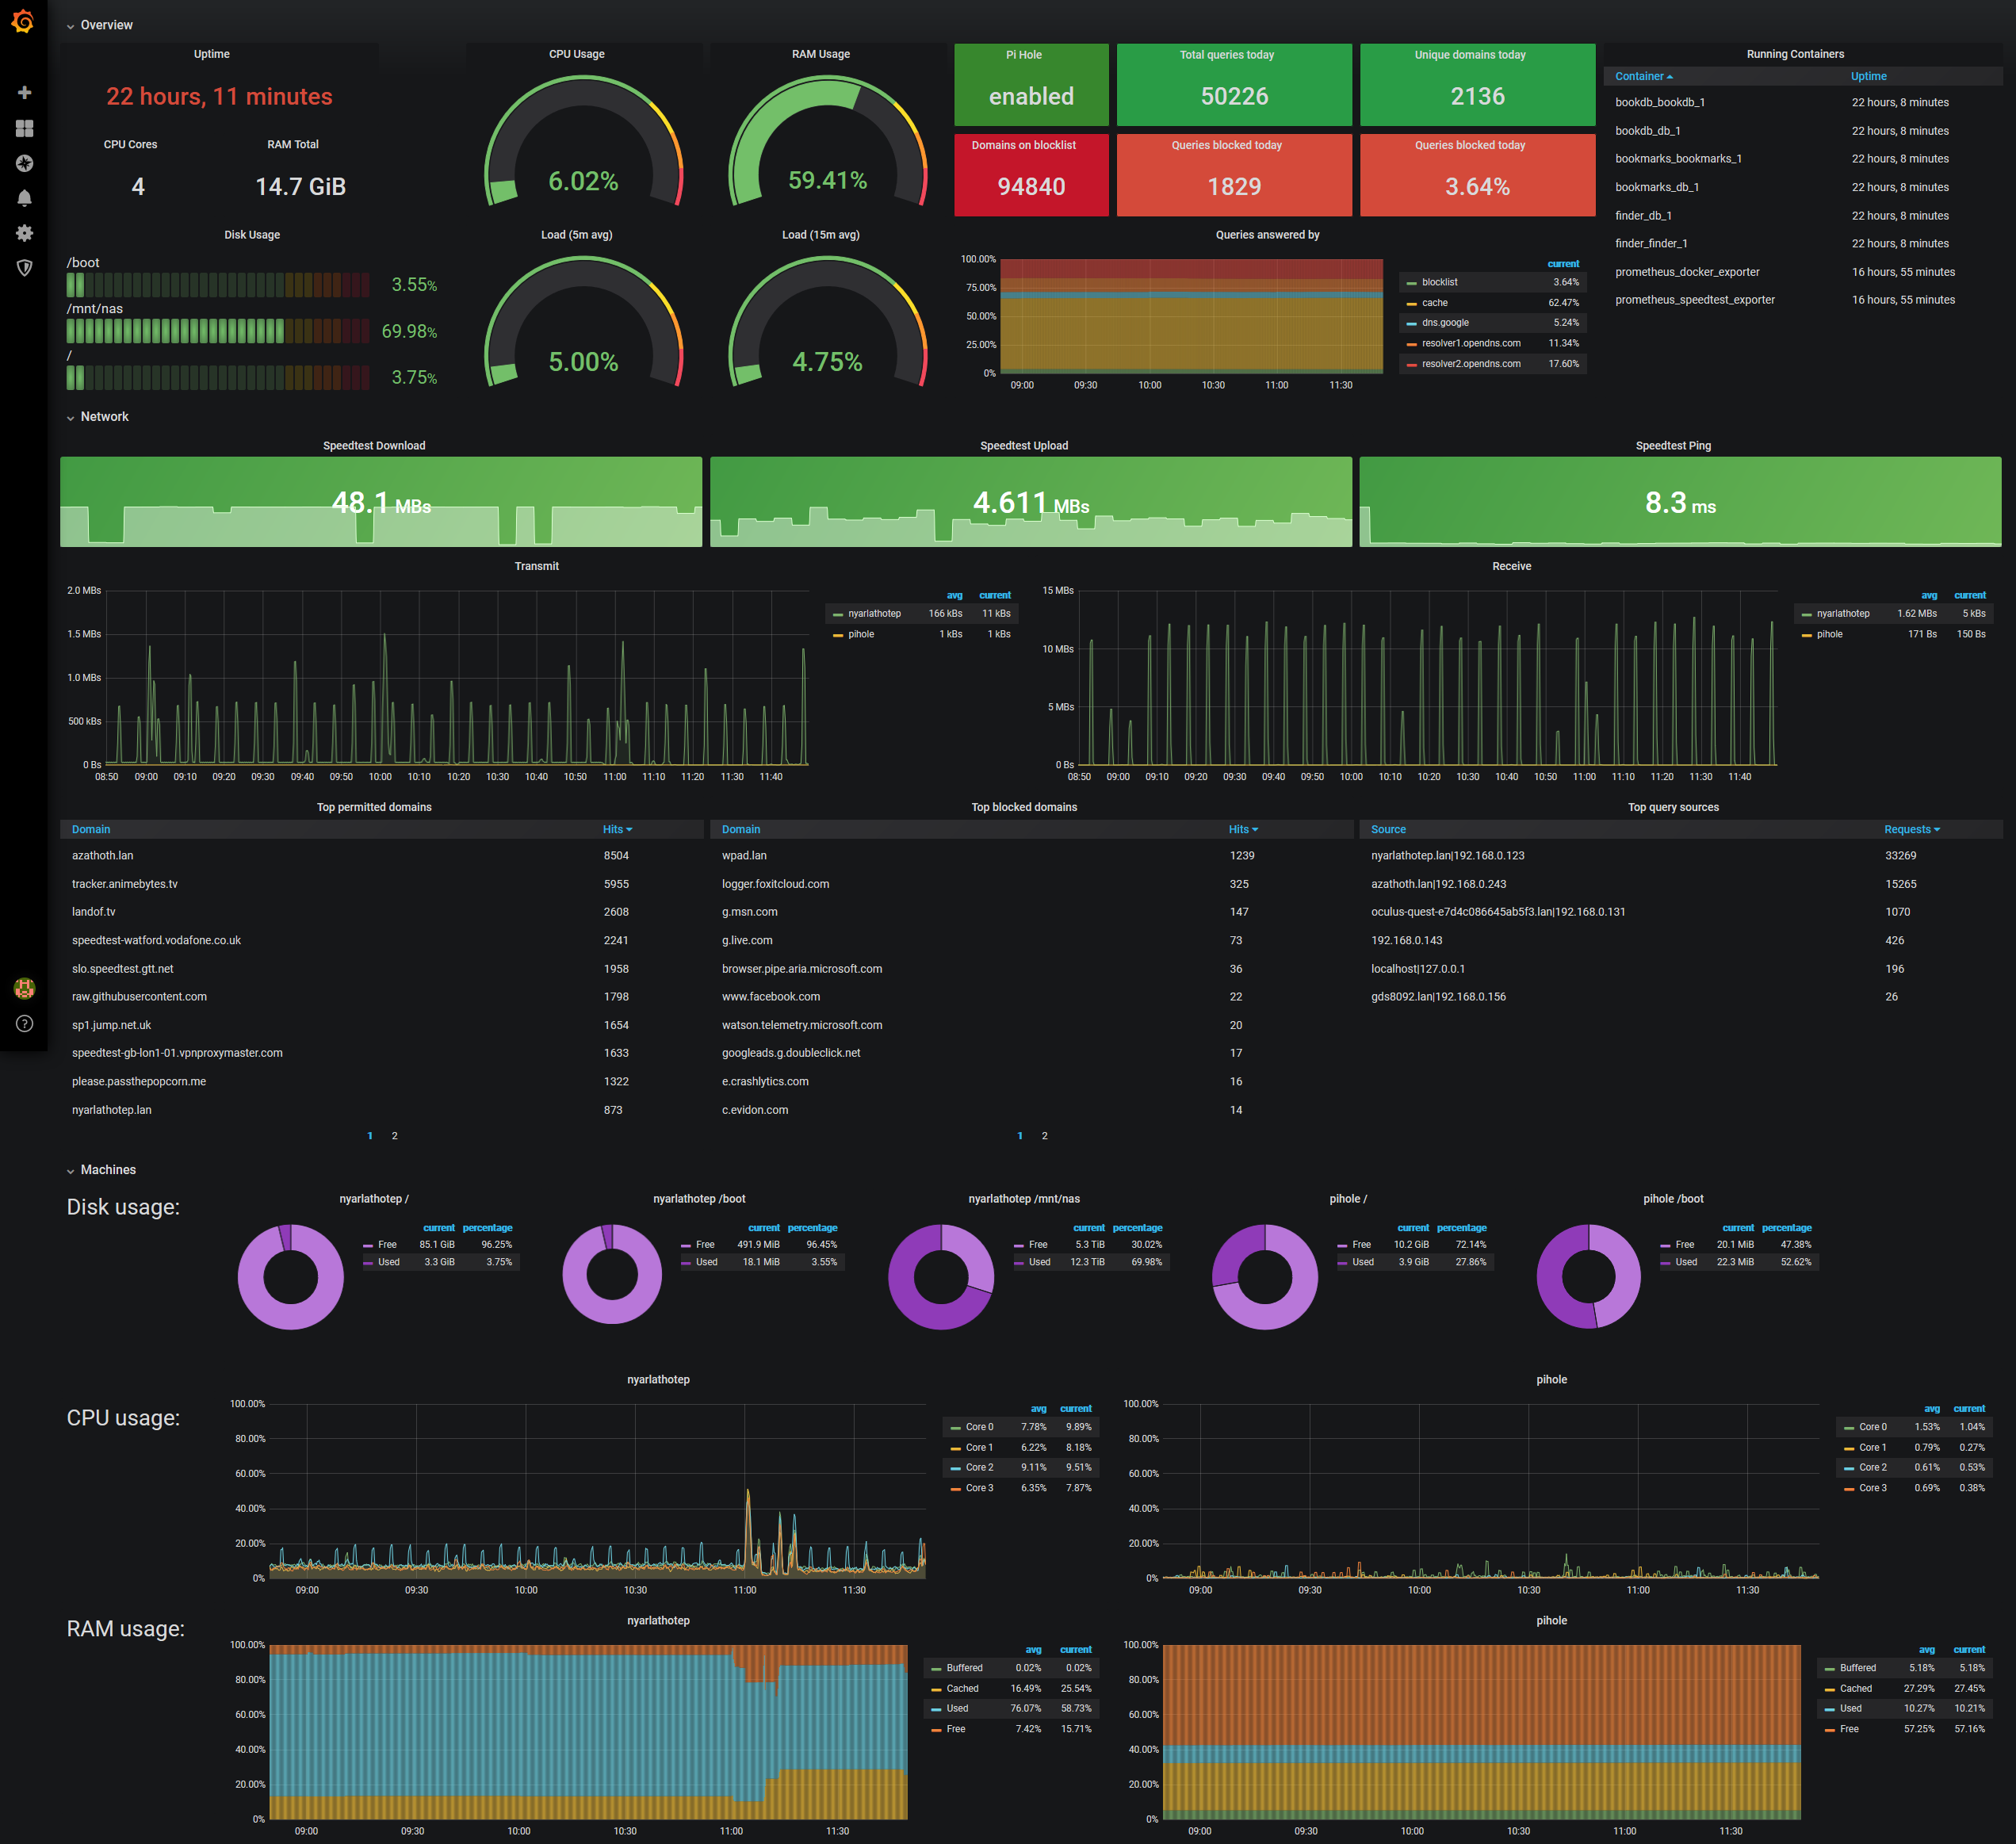 Overview
Uptime
22 hours, 11 minutes
CPU Cores
4
RAM Total
14.7 GiB
CPU Usage
6.02%
RAM Usage
59.41%
Pi Hole
enabled
Total queries today
50226
Unique domains today
2136
Domains on blocklist
94840
Queries blocked today
1829
Queries blocked today
3.64%
Running Containers
Container Uptime
bookdb_bookdb_1 22 hours, 8 minutes
bookdb_db_1 22 hours, 8 minutes
bookmarks_bookmarks_1 22 hours, 8 minutes
bookmarks_db_1 22 hours, 8 minutes
finder_db_1 22 hours, 8 minutes
finder_finder_1 22 hours, 8 minutes
prometheus_docker_exporter 16 hours, 55 minutes
prometheus_speedtest_exporter 16 hours, 55 minutes
Disk Usage
/boot
3.55%
/mnt/nas
69.98%
/
3.75%
Load (5m avg)
5.00%
Load (15m avg)
4.75%
Queries answered by
100.00%
75.00%
50.00%
25.00%
0%
09:00 09:30 10:00 10:30 11:00 11:30
current
blocklist 3.64%
cache 62.47%
dns.google 5.24%
resolver1.opendns.com 11.34%
resolver2.opendns.com 17.60%
Network
Speedtest Download
48.1 MBs
Speedtest Upload
4.611 MBs
Speedtest Ping
8.3 ms
Transmit
2.0 MBs
1.5 MBs
1.0 MBs
500 kBs
0 Bs
08:50 09:00 09:10 09:20 09:30 09:40 09:50 10:00 10:10 10:20 10:30 10:40 10:50 11:00 11:10 11:20 11:30 11:40
avg current
nyarlathotep 166 kBs 11 kBs
pihole 1 kBs 1 kBs
Receive
15 MBs
10 MBs
5 MBs
0 Bs
08:50 09:00 09:10 09:20 09:30 09:40 09:50 10:00 10:10 10:20 10:30 10:40 10:50 11:00 11:10 11:20 11:30 11:40
avg current
nyarlathotep 1.62 MBs 5 kBs
pihole 171 Bs 150 Bs
Top permitted domains
Domain Hits
azathoth.lan 8504
tracker.animebytes.tv 5955
landof.tv 2608
speedtest-watford.vodafone.co.uk 2241
slo.speedtest.gtt.net 1958
raw.githubusercontent.com 1798
sp1.jump.net.uk 1654
speedtest-gb-lon1-01.vpnproxymaster.com 1633
please.passthepopcorn.me 1322
nyarlathotep.lan 873
1 2
Top blocked domains
Domain Hits
wpad.lan 1239
logger.foxitcloud.com 325
g.msn.com 147
g.live.com 73
browser.pipe.aria.microsoft.com 36
www.facebook.com 22
watson.telemetry.microsoft.com 20
googleads.g.doubleclick.net 17
e.crashlytics.com 16
c.evidon.com 14
1 2
Top query sources
Source Requests
nyarlathotep.lan|192.168.0.123 33269
azathoth.lan|192.168.0.243 15265
oculus-quest-e7d4c086645ab5f3.lan|192.168.0.131 1070
192.168.0.143 426
localhost|127.0.0.1 196
gds8092.lan|192.168.0.156 26
Machines
Disk usage:
nyarlathotep /
current percentage
Free 85.1 GiB 96.25%
Used 3.3 GiB 3.75%
nyarlathotep /boot
current percentage
Free 491.9 MiB 96.45%
Used 18.1 MiB 3.55%
nyarlathotep /mnt/nas
current percentage
Free 5.3 TiB 30.02%
Used 12.3 TiB 69.98%
pihole /
current percentage
Free 10.2 GiB 72.14%
Used 3.9 GiB 27.86%
pihole /boot
current percentage
Free 20.1 MiB 47.38%
Used 22.3 MiB 52.62%
CPU usage:
nyarlathotep
100.00%
80.00%
60.00%
40.00%
20.00%
0%
09:00 09:30 10:00 10:30 11:00 11:30
avg current
Core 0 7.78% 9.89%
Core 1 6.22% 8.18%
Core 2 9.11% 9.51%
Core 3 6.35% 7.87%
pihole
100.00%
80.00%
60.00%
40.00%
20.00%
0%
09:00 09:30 10:00 10:30 11:00 11:30
avg current
Core 0 1.53% 1.04%
Core 1 0.79% 0.27%
Core 2 0.61% 0.53%
Core 3 0.69% 0.38%
RAM usage:
nyarlathotep
100.00%
80.00%
60.00%
40.00%
20.00%
0%
09:00 09:30 10:00 10:30 11:00 11:30
avg current
Buffered 0.02% 0.02%
Cached 16.49% 25.54%
Used 76.07% 58.73%
Free 7.42% 15.71%
pihole
100.00%
80.00%
60.00%
40.00%
20.00%
0%
09:00 09:30 10:00 10:30 11:00 11:30
avg current
Buffered 5.18% 5.18%
Cached 27.29% 27.45%
Used 10.27% 10.21%
Free 57.25% 57.16%